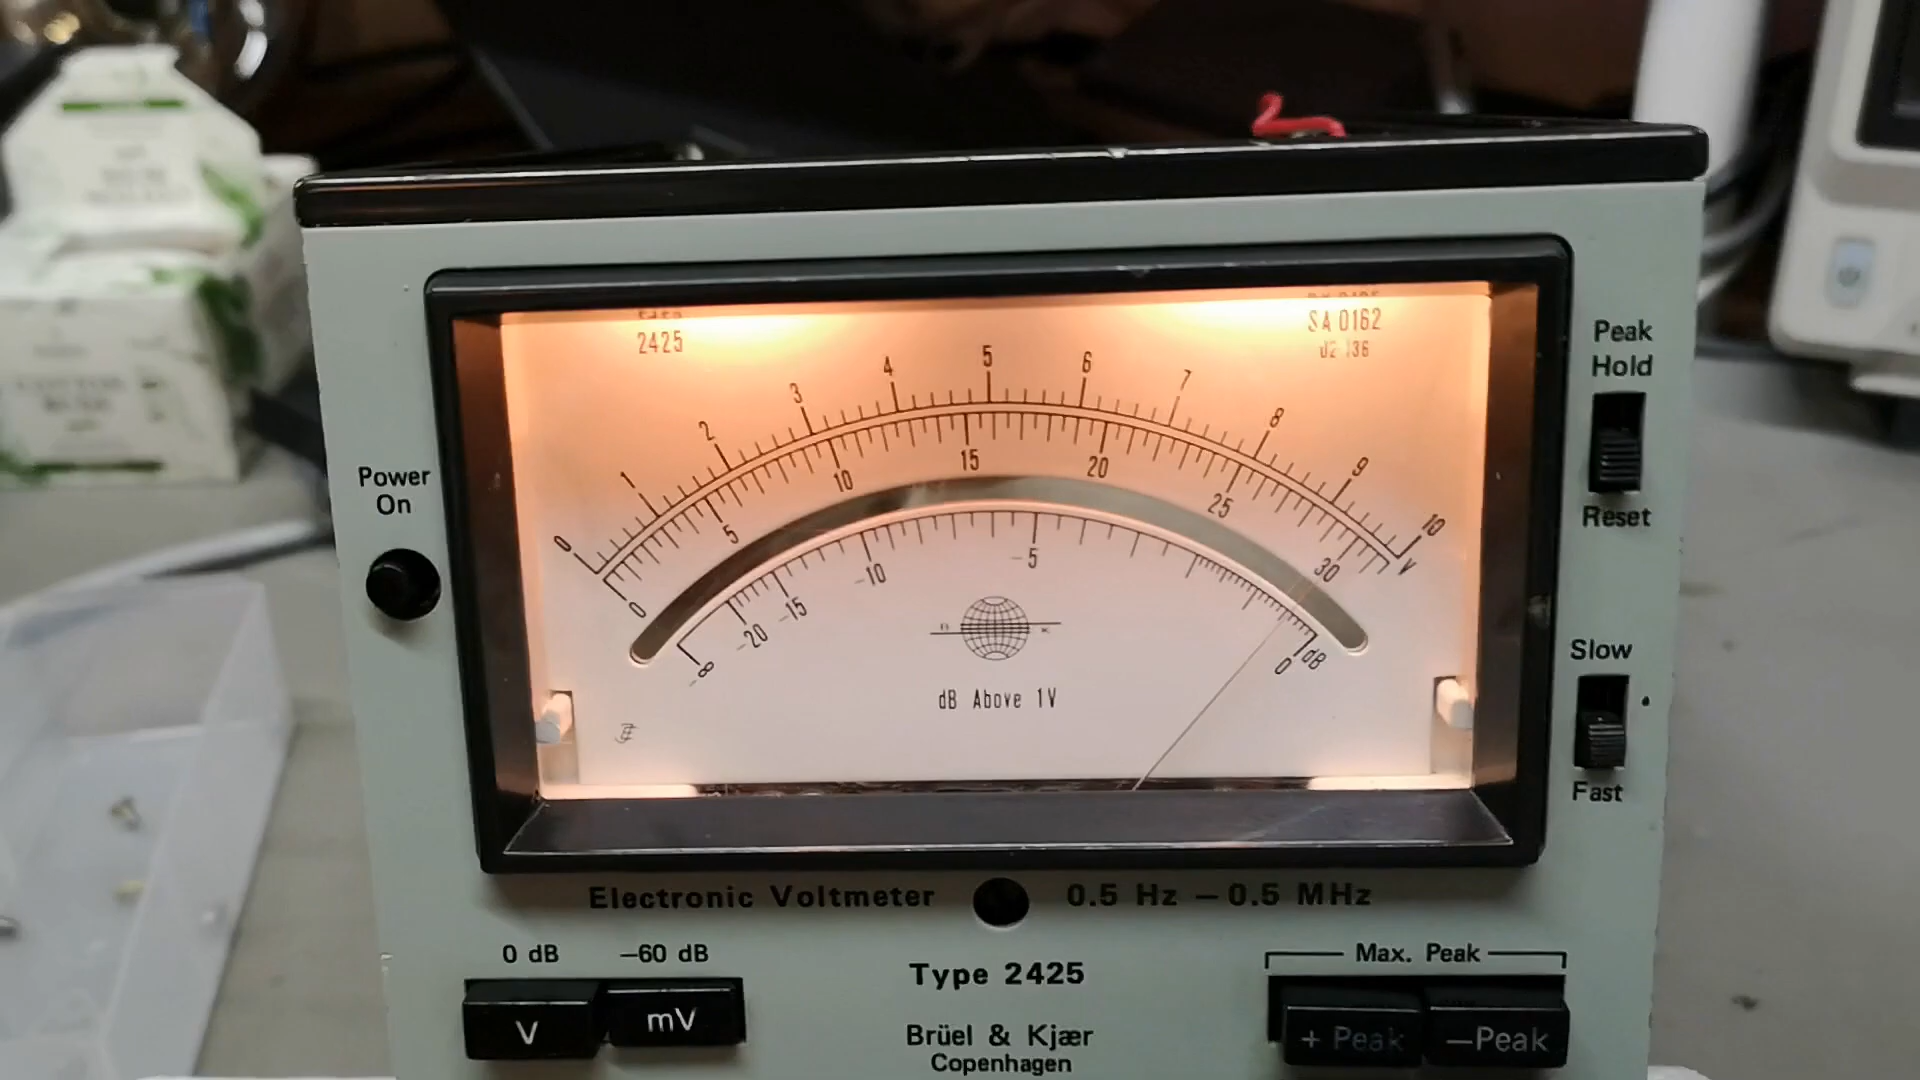 2425
SA 0162
J2 136
0 1 2 3 4 5 6 7 8 9 10
V
0 5 10 15 20 25 30
-∞ -20 -15 -10 -5 0 dB
B K
dB Above 1V
Power
On
Peak
Hold
Reset
Slow
Fast
Electronic Voltmeter 0.5 Hz – 0.5 MHz
0 dB –60 dB
V mV
Type 2425
Brüel & Kjær
Copenhagen
Max. Peak
+ Peak –Peak